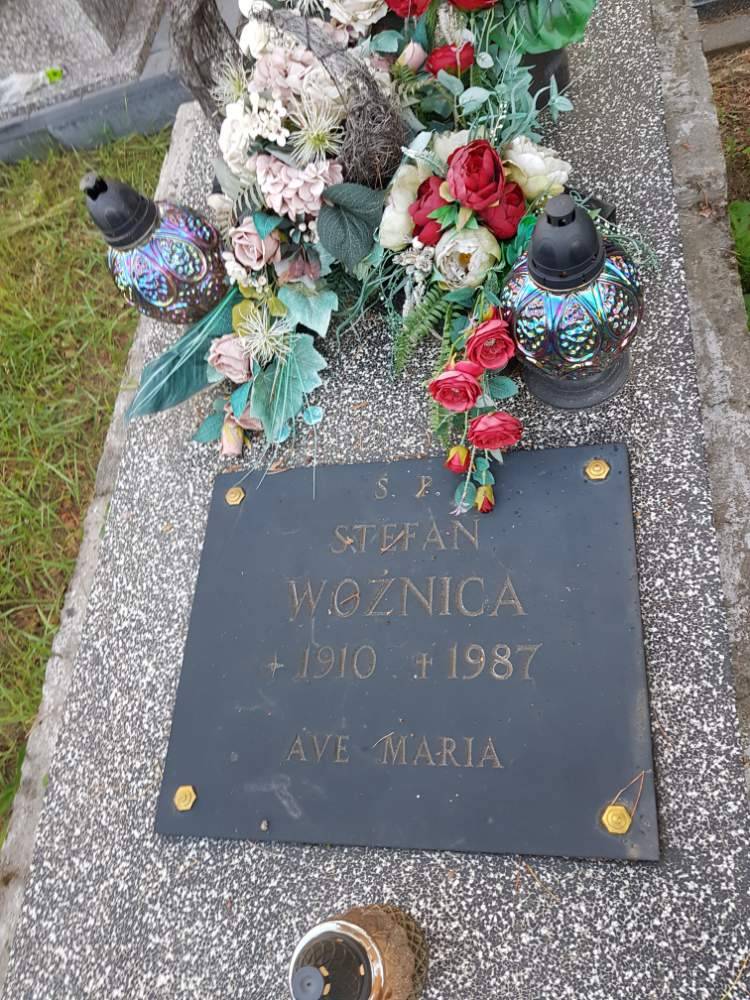 Ś. P.
STEFAN
WOŹNICA
+ 1910 † 1987
AVE MARIA